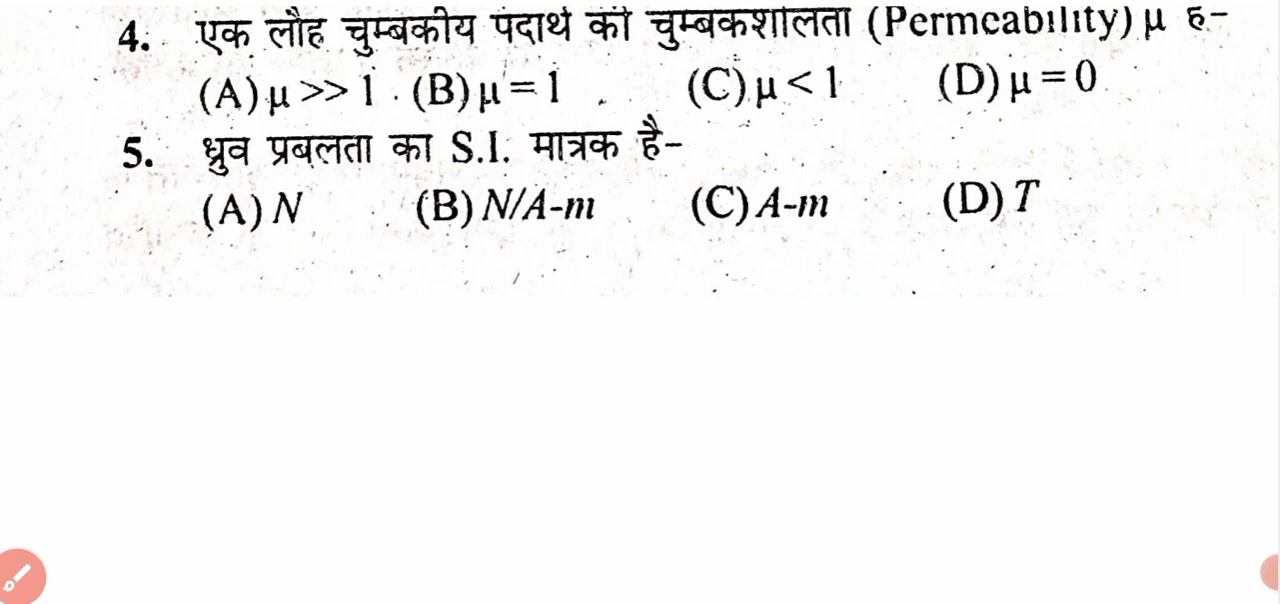 4. एक लौह चुम्बकीय पदार्थ की चुम्बकशीलता (Permeability) μ है-
(A) μ >> 1 (B) μ = 1 (C) μ < 1 (D) μ = 0
5. ध्रुव प्रबलता का S.I. मात्रक है-
(A) N (B) N/A-m (C) A-m (D) T